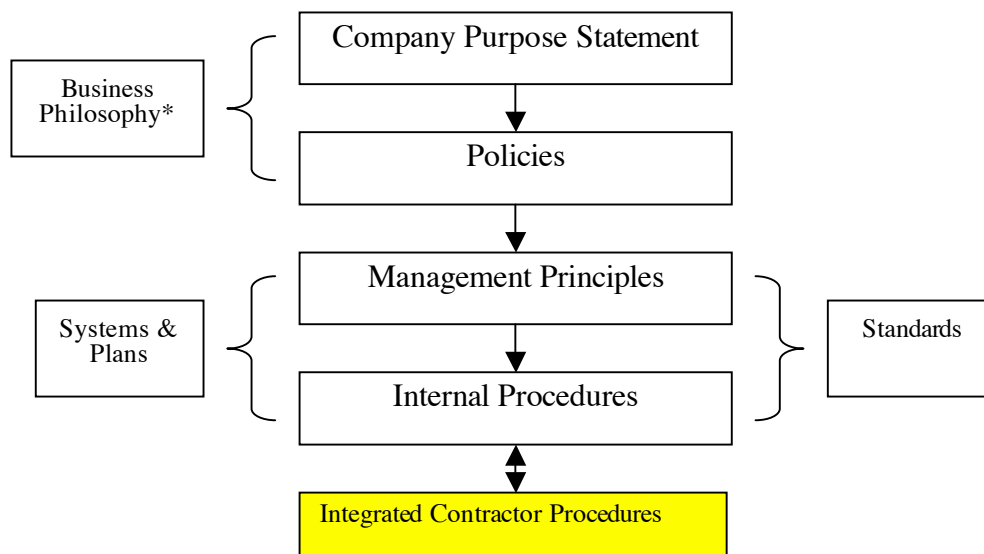 Company Purpose Statement
Business
Philosophy*
Policies
Management Principles
Systems &
Plans
Standards
Internal Procedures
Integrated Contractor Procedures